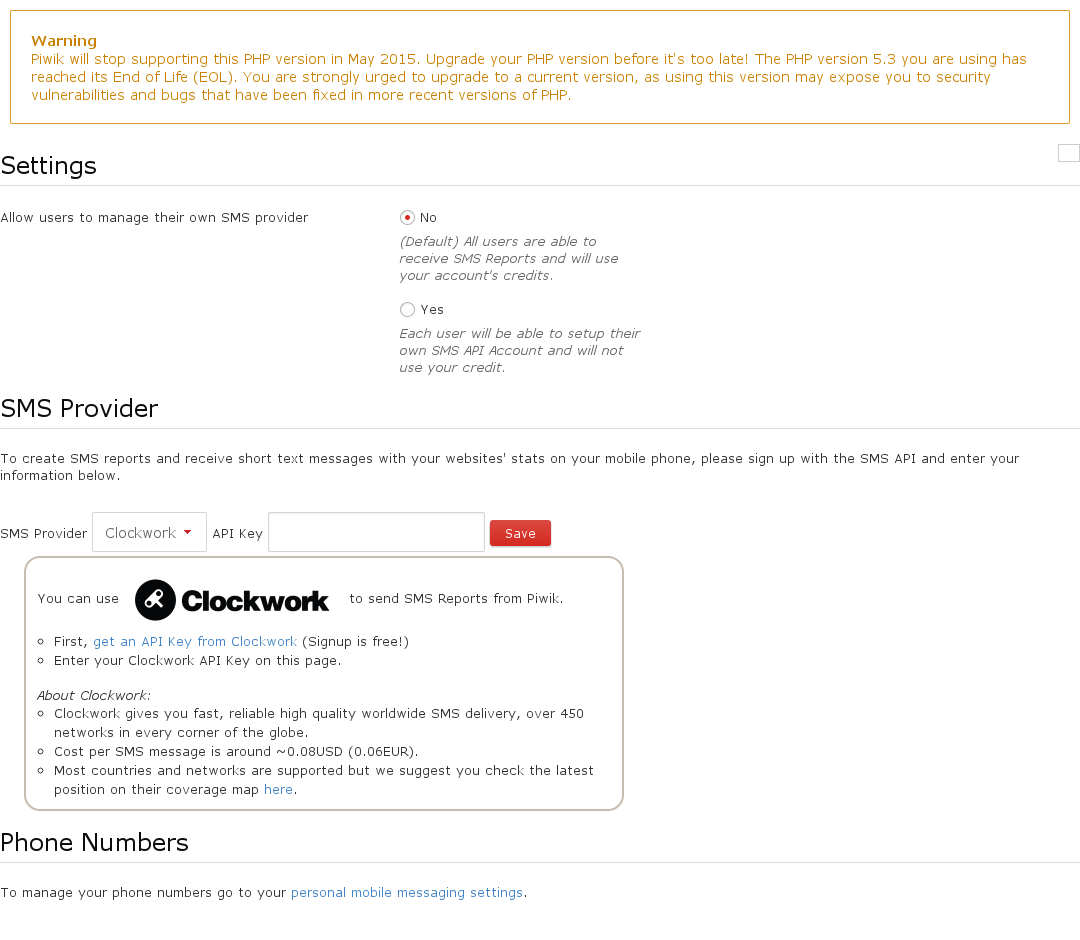 Warning
Piwik will stop supporting this PHP version in May 2015. Upgrade your PHP version before it's too late! The PHP version 5.3 you are using has
reached its End of Life (EOL). You are strongly urged to upgrade to a current version, as using this version may expose you to security
vulnerabilities and bugs that have been fixed in more recent versions of PHP.
Settings
Allow users to manage their own SMS provider
No
(Default) All users are able to
receive SMS Reports and will use
your account's credits.
Yes
Each user will be able to setup their
own SMS API Account and will not
use your credit.
SMS Provider
To create SMS reports and receive short text messages with your websites' stats on your mobile phone, please sign up with the SMS API and enter your
information below.
SMS Provider Clockwork API Key Save
You can use Clockwork to send SMS Reports from Piwik.
First, get an API Key from Clockwork (Signup is free!)
Enter your Clockwork API Key on this page.
About Clockwork:
Clockwork gives you fast, reliable high quality worldwide SMS delivery, over 450
networks in every corner of the globe.
Cost per SMS message is around ~0.08USD (0.06EUR).
Most countries and networks are supported but we suggest you check the latest
position on their coverage map here.
Phone Numbers
To manage your phone numbers go to your personal mobile messaging settings.